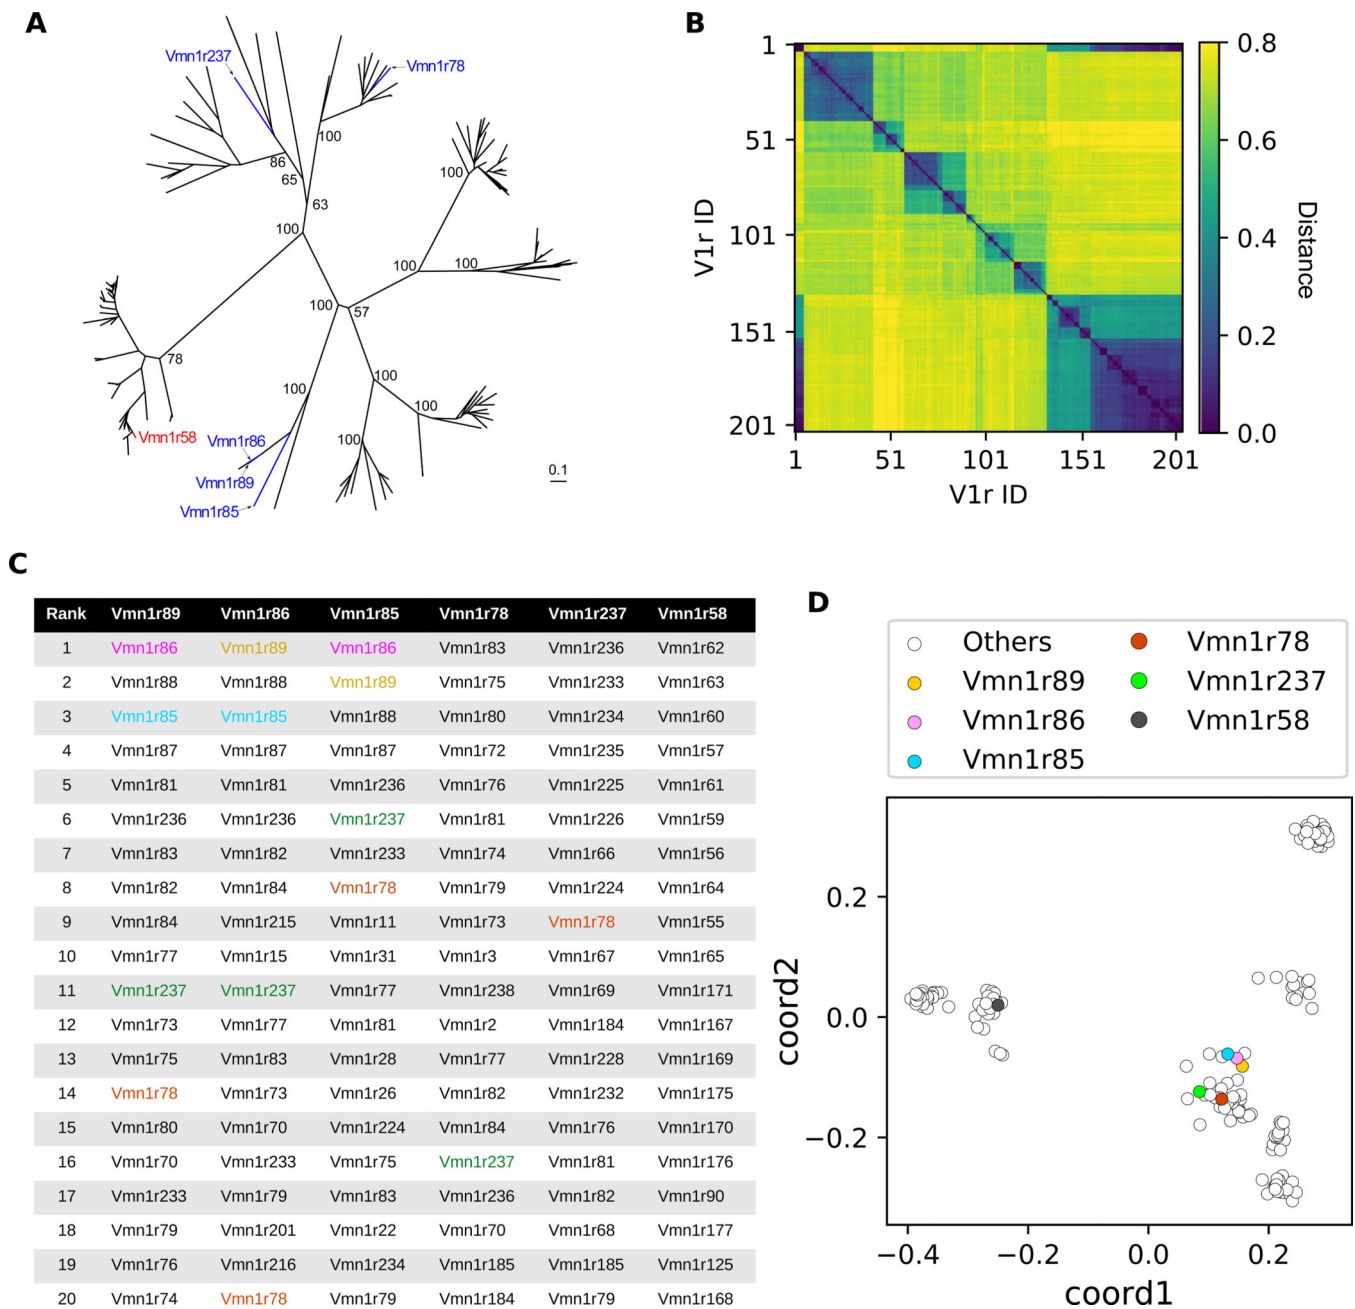 A
Vmn1r237
Vmn1r78
100
86
65
100
63
100
100
100
100
57
78
100
100
100
100
Vmn1r58
Vmn1r86
Vmn1r89
Vmn1r85
0.1
B
1
51
101
151
201
V1r ID
1 51 101 151 201
V1r ID
0.8
0.6
0.4
0.2
0.0
Distance
C
Rank Vmn1r89 Vmn1r86 Vmn1r85 Vmn1r78 Vmn1r237 Vmn1r58
1 Vmn1r86 Vmn1r89 Vmn1r86 Vmn1r83 Vmn1r236 Vmn1r62
2 Vmn1r88 Vmn1r88 Vmn1r89 Vmn1r75 Vmn1r233 Vmn1r63
3 Vmn1r85 Vmn1r85 Vmn1r88 Vmn1r80 Vmn1r234 Vmn1r60
4 Vmn1r87 Vmn1r87 Vmn1r87 Vmn1r72 Vmn1r235 Vmn1r57
5 Vmn1r81 Vmn1r81 Vmn1r236 Vmn1r76 Vmn1r225 Vmn1r61
6 Vmn1r236 Vmn1r236 Vmn1r237 Vmn1r81 Vmn1r226 Vmn1r59
7 Vmn1r83 Vmn1r82 Vmn1r233 Vmn1r74 Vmn1r66 Vmn1r56
8 Vmn1r82 Vmn1r84 Vmn1r78 Vmn1r79 Vmn1r224 Vmn1r64
9 Vmn1r84 Vmn1r215 Vmn1r11 Vmn1r73 Vmn1r78 Vmn1r55
10 Vmn1r77 Vmn1r15 Vmn1r31 Vmn1r3 Vmn1r67 Vmn1r65
11 Vmn1r237 Vmn1r237 Vmn1r77 Vmn1r238 Vmn1r69 Vmn1r171
12 Vmn1r73 Vmn1r77 Vmn1r81 Vmn1r2 Vmn1r184 Vmn1r167
13 Vmn1r75 Vmn1r83 Vmn1r28 Vmn1r77 Vmn1r228 Vmn1r169
14 Vmn1r78 Vmn1r73 Vmn1r26 Vmn1r82 Vmn1r232 Vmn1r175
15 Vmn1r80 Vmn1r70 Vmn1r224 Vmn1r84 Vmn1r76 Vmn1r170
16 Vmn1r70 Vmn1r233 Vmn1r75 Vmn1r237 Vmn1r81 Vmn1r176
17 Vmn1r233 Vmn1r79 Vmn1r83 Vmn1r236 Vmn1r82 Vmn1r90
18 Vmn1r79 Vmn1r201 Vmn1r22 Vmn1r70 Vmn1r68 Vmn1r177
19 Vmn1r76 Vmn1r216 Vmn1r234 Vmn1r185 Vmn1r185 Vmn1r125
20 Vmn1r74 Vmn1r78 Vmn1r79 Vmn1r184 Vmn1r79 Vmn1r168
D
Others Vmn1r78
Vmn1r89 Vmn1r237
Vmn1r86 Vmn1r58
Vmn1r85
0.2
0.0
−0.2
coord2
−0.4 −0.2 0.0 0.2
coord1